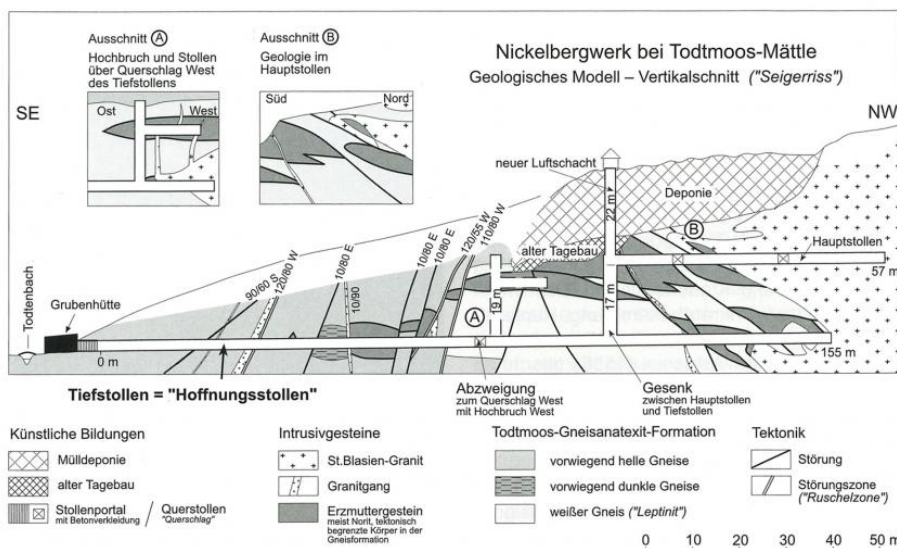 Ausschnitt A
Hochbruch und Stollen
über Querschlag West
des Tiefstollens
Ost
West
Ausschnitt B
Geologie im
Hauptstollen
Süd
Nord
Nickelbergwerk bei Todtmoos-Mättle
Geologisches Modell – Vertikalschnitt ("Seigerriss")
SE
NW
neuer Luftschacht
22 m
Deponie
B
alter Tagebau
Hauptstollen
57 m
17 m
19 m
A
90/60 S
120/80 W
10/80 E
10/90
10/80 E
10/80 E
120/55 W
110/80 W
Todtenbach
Grubenhütte
0 m
155 m
Tiefstollen = "Hoffnungsstollen"
Abzweigung
zum Querschlag West
mit Hochbruch West
Gesenk
zwischen Hauptstollen
und Tiefstollen
Künstliche Bildungen
Mülldeponie
alter Tagebau
Stollenportal
mit Betonverkleidung
/ Querstollen
"Querschlag"
Intrusivgesteine
St.Blasien-Granit
Granitgang
Erzmuttergestein
meist Norit, tektonisch
begrenzte Körper in der
Gneisformation
Todtmoos-Gneisanatexit-Formation
vorwiegend helle Gneise
vorwiegend dunkle Gneise
weißer Gneis ("Leptinit")
Tektonik
Störung
Störungszone
("Ruschelzone")
0 10 20 30 40 50 m